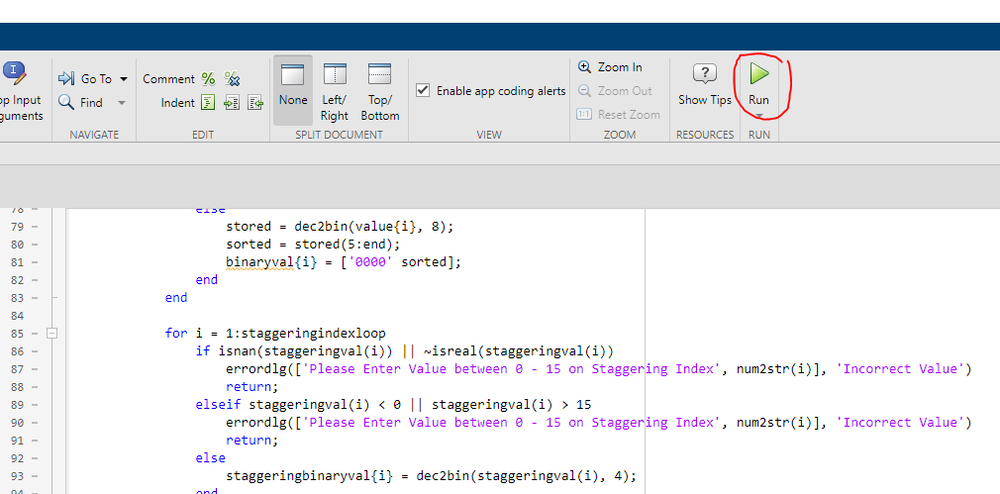 pp Input
guments
Go To
Find
NAVIGATE
Comment %
Indent
EDIT
None
Left/
Right
Top/
Bottom
SPLIT DOCUMENT
Enable app coding alerts
VIEW
Zoom In
Zoom Out
1:1 Reset Zoom
ZOOM
?
Show Tips
RESOURCES
Run
RUN
78 – else
79 – stored = dec2bin(value{i}, 8);
80 – sorted = stored(5:end);
81 – binaryval{i} = ['0000' sorted];
82 – end
83 – end
84
85 – for i = 1:staggeringindexloop
86 – if isnan(staggeringval(i)) || ~isreal(staggeringval(i))
87 – errordlg(['Please Enter Value between 0 - 15 on Staggering Index', num2str(i)], 'Incorrect Value')
88 – return;
89 – elseif staggeringval(i) < 0 || staggeringval(i) > 15
90 – errordlg(['Please Enter Value between 0 - 15 on Staggering Index', num2str(i)], 'Incorrect Value')
91 – return;
92 – else
93 – staggeringbinaryval{i} = dec2bin(staggeringval(i), 4);
94 – end